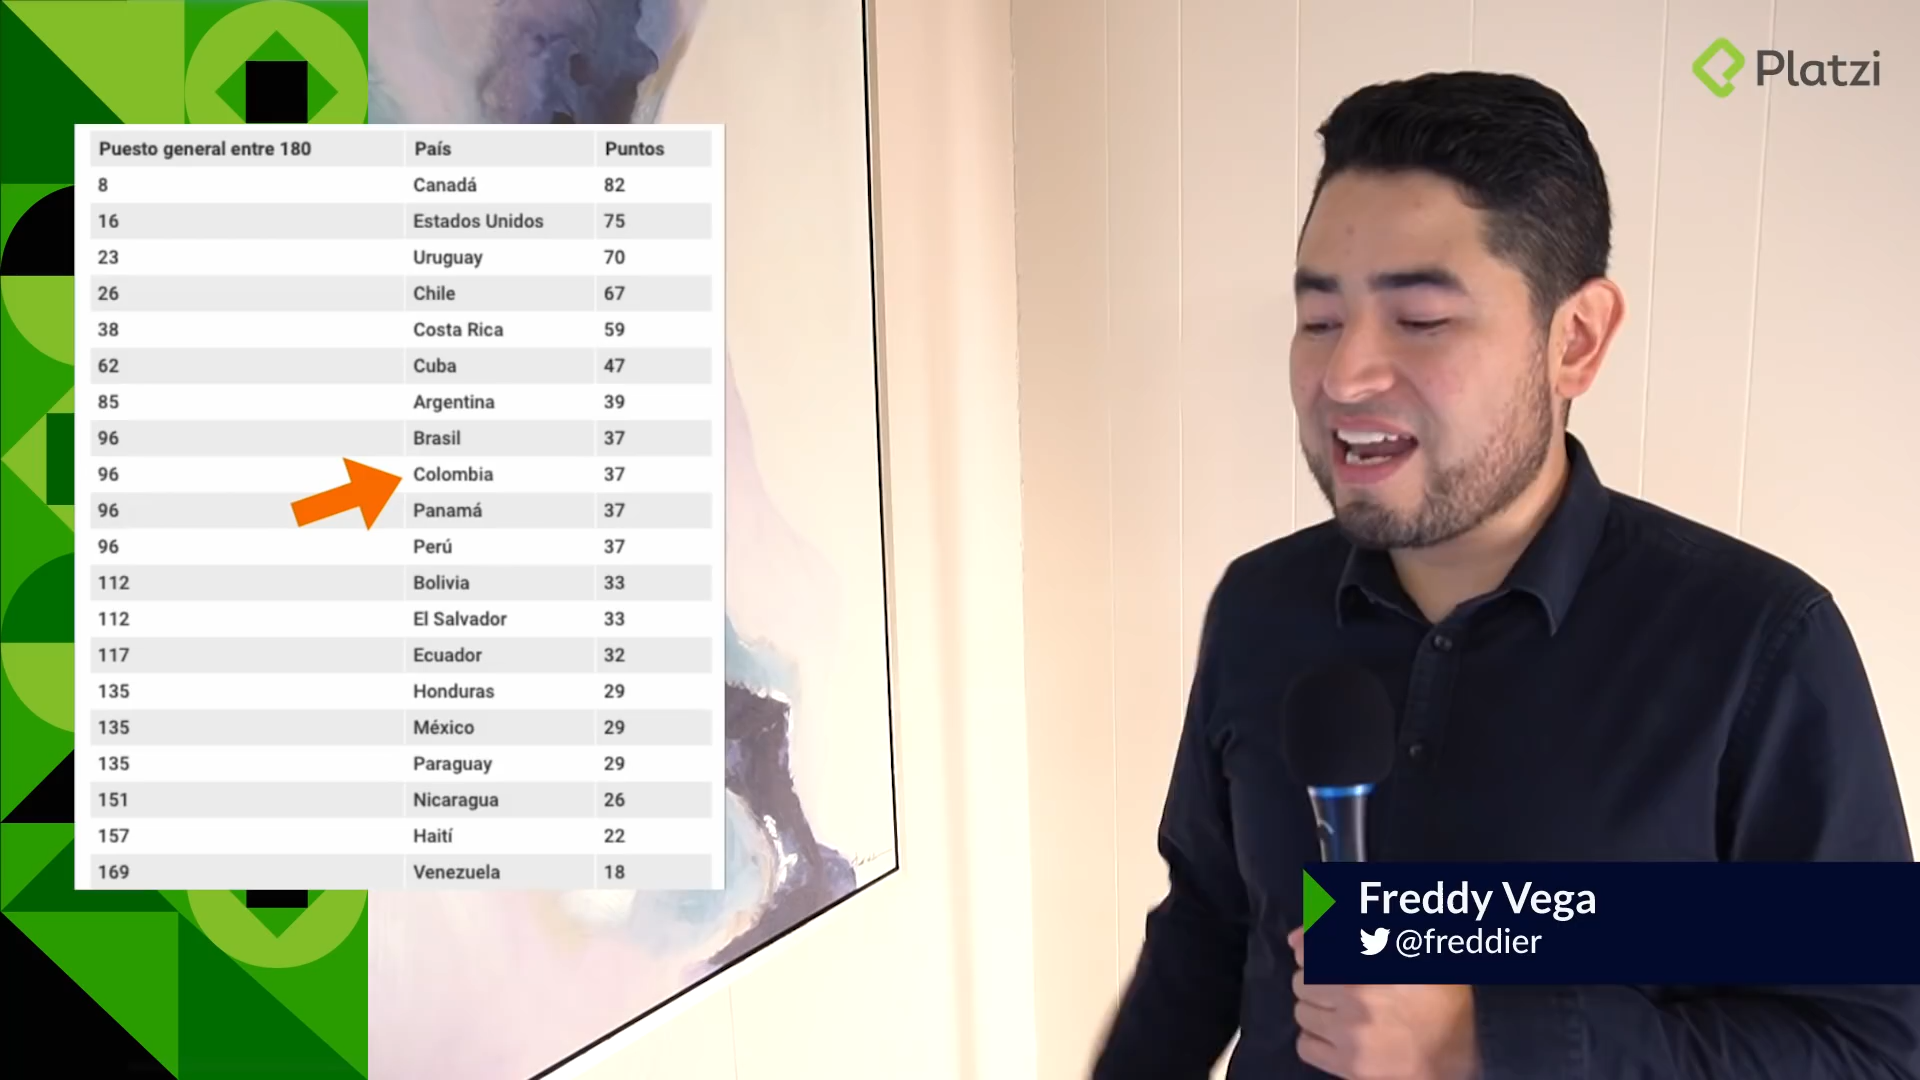 Platzi
Puesto general entre 180 País Puntos
8 Canadá 82
16 Estados Unidos 75
23 Uruguay 70
26 Chile 67
38 Costa Rica 59
62 Cuba 47
85 Argentina 39
96 Brasil 37
96 Colombia 37
96 Panamá 37
96 Perú 37
112 Bolivia 33
112 El Salvador 33
117 Ecuador 32
135 Honduras 29
135 México 29
135 Paraguay 29
151 Nicaragua 26
157 Haití 22
169 Venezuela 18
Freddy Vega
@freddier